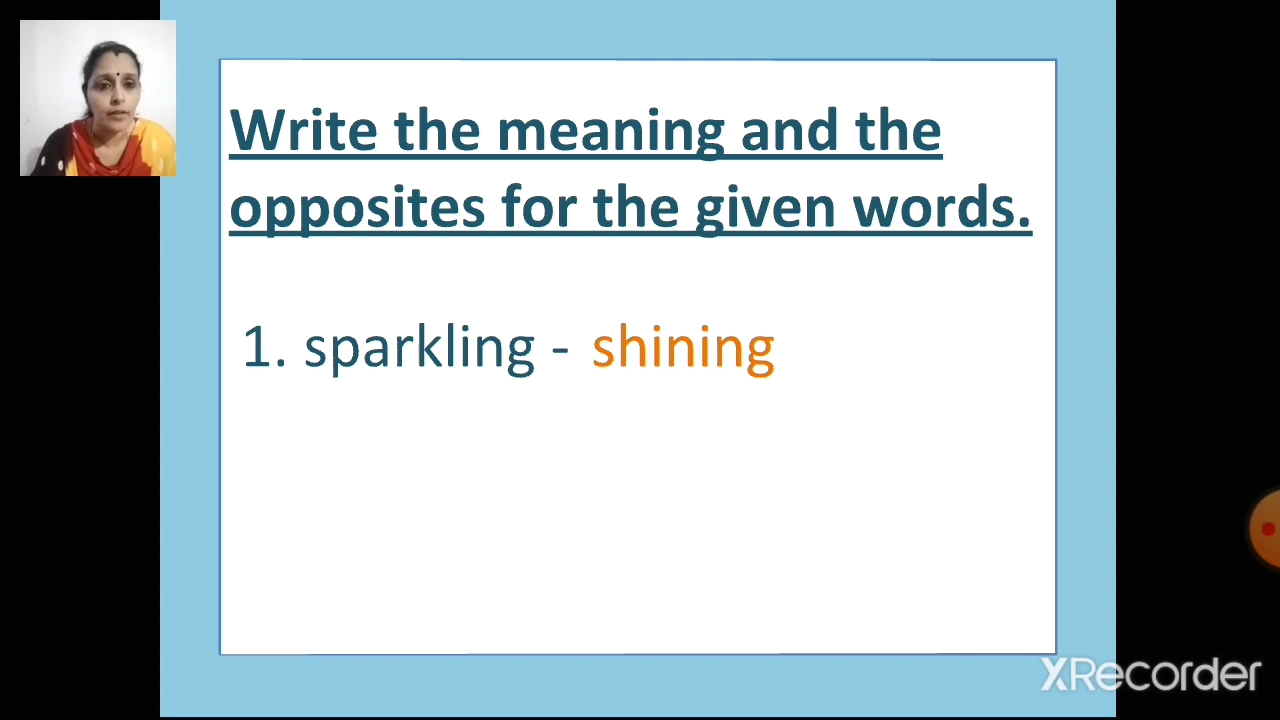 Write the meaning and the
opposites for the given words.
1. sparkling - shining
XRecorder